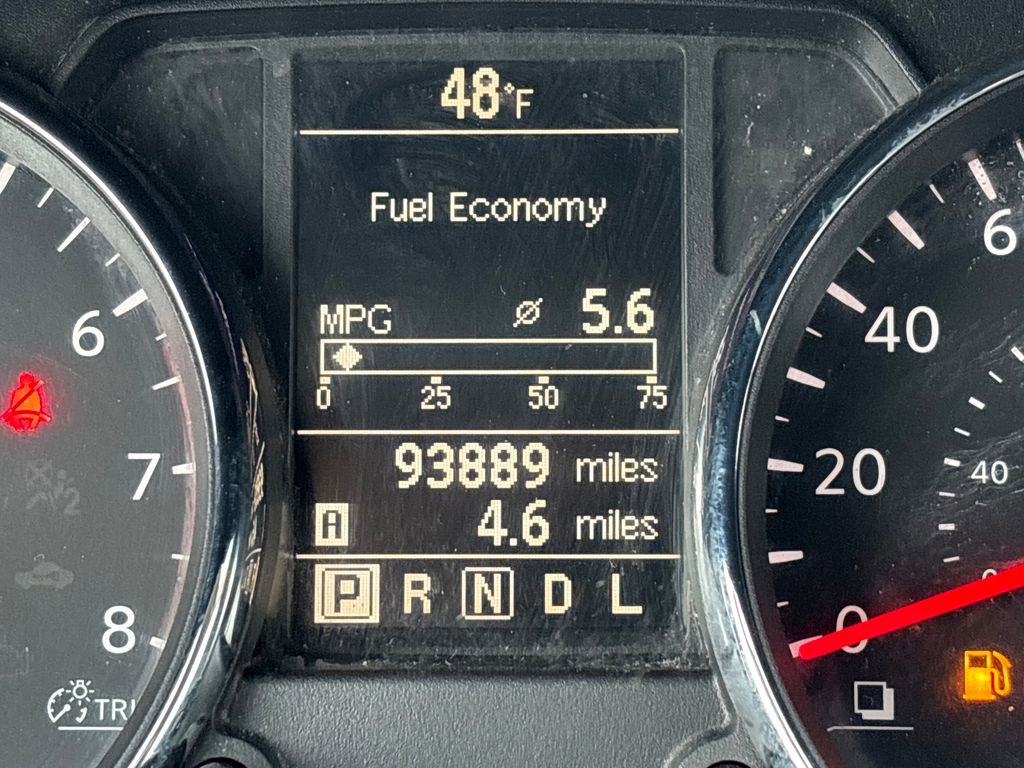 48°F
Fuel Economy
MPG ø 5.6
0 25 50 75
93889 miles
A 4.6 miles
P R N D L
6
7
8
TRI
6
40
20
0
40